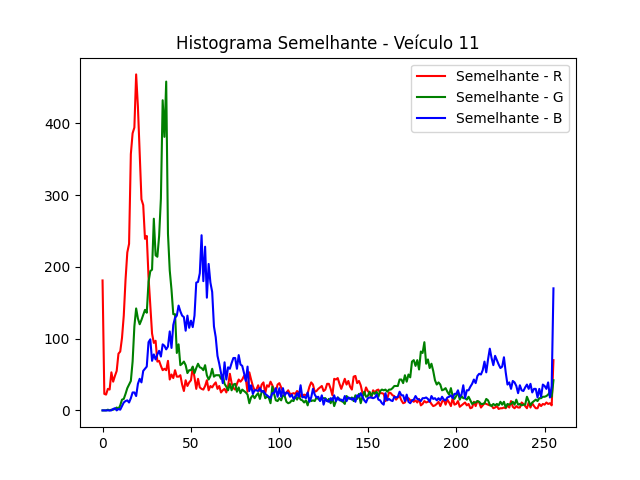 Histograma Semelhante - Veículo 11
Semelhante - R
Semelhante - G
Semelhante - B
400
300
200
100
0
0 50 100 150 200 250